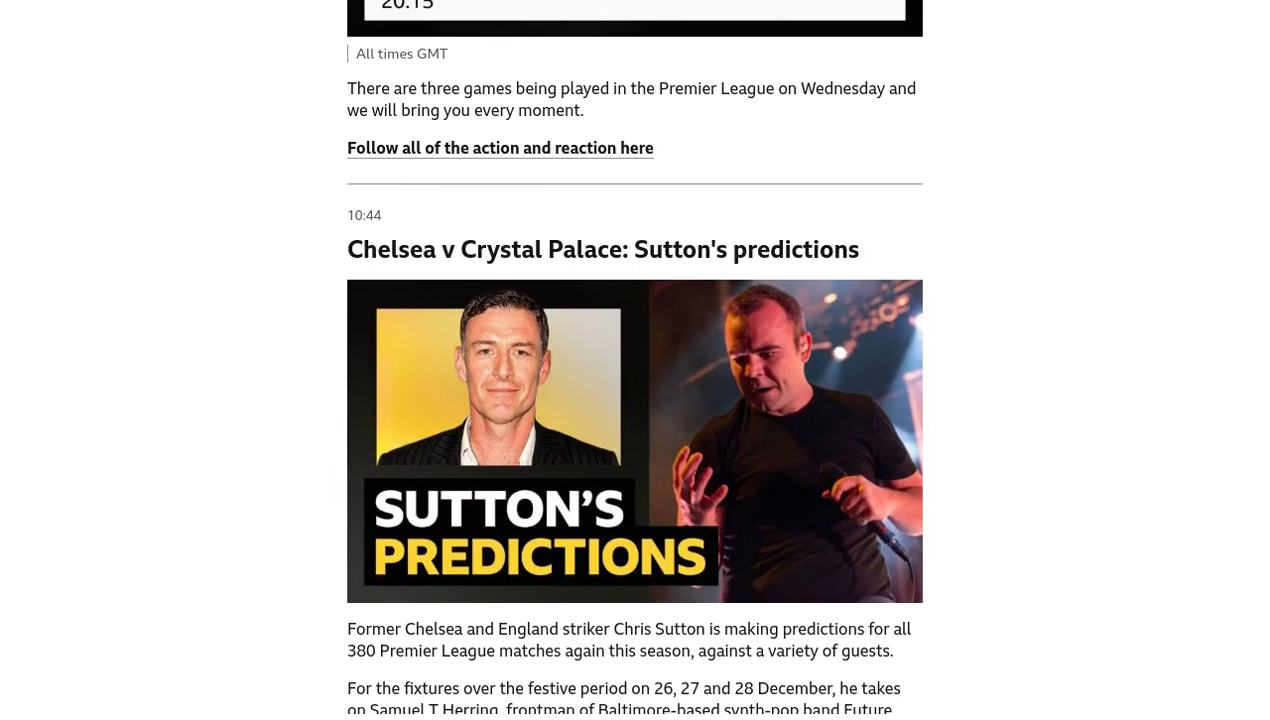 20:15
All times GMT
There are three games being played in the Premier League on Wednesday and
we will bring you every moment.
Follow all of the action and reaction here
10:44
Chelsea v Crystal Palace: Sutton's predictions
SUTTON'S
PREDICTIONS
Former Chelsea and England striker Chris Sutton is making predictions for all
380 Premier League matches again this season, against a variety of guests.
For the fixtures over the festive period on 26, 27 and 28 December, he takes
on Samuel T Herring, frontman of Baltimore-based synth-pop band Future